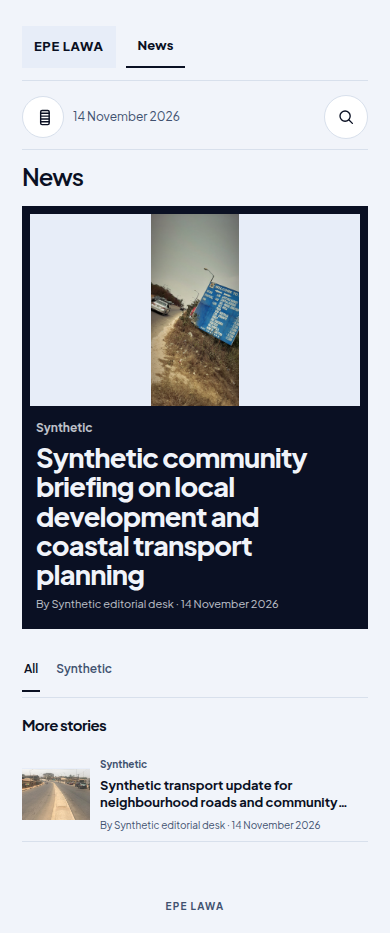 EPE LAWA
News
14 November 2026
News
Synthetic
Synthetic community
briefing on local
development and
coastal transport
planning
By Synthetic editorial desk · 14 November 2026
All
Synthetic
More stories
Synthetic
Synthetic transport update for
neighbourhood roads and community…
By Synthetic editorial desk · 14 November 2026
EPE LAWA